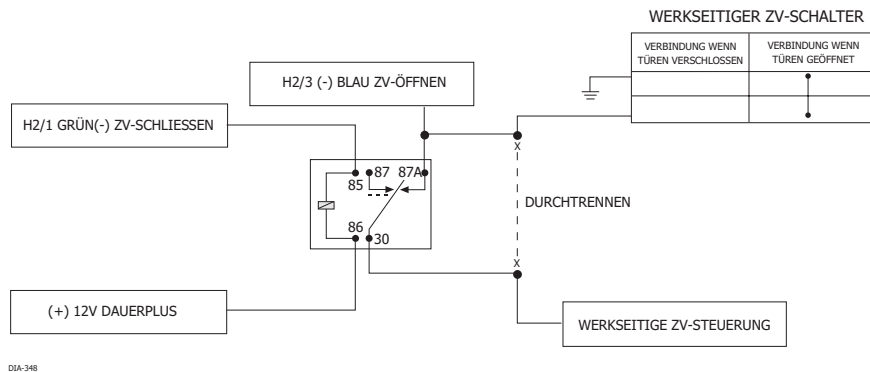 WERKSEITIGER ZV-SCHALTER
VERBINDUNG WENN
TÜREN VERSCHLOSSEN
VERBINDUNG WENN
TÜREN GEÖFFNET
H2/3 (-) BLAU ZV-ÖFFNEN
H2/1 GRÜN(-) ZV-SCHLIESSEN
X
87 87A
85
DURCHTRENNEN
86
30
X
(+) 12V DAUERPLUS
WERKSEITIGE ZV-STEUERUNG
DIA-348